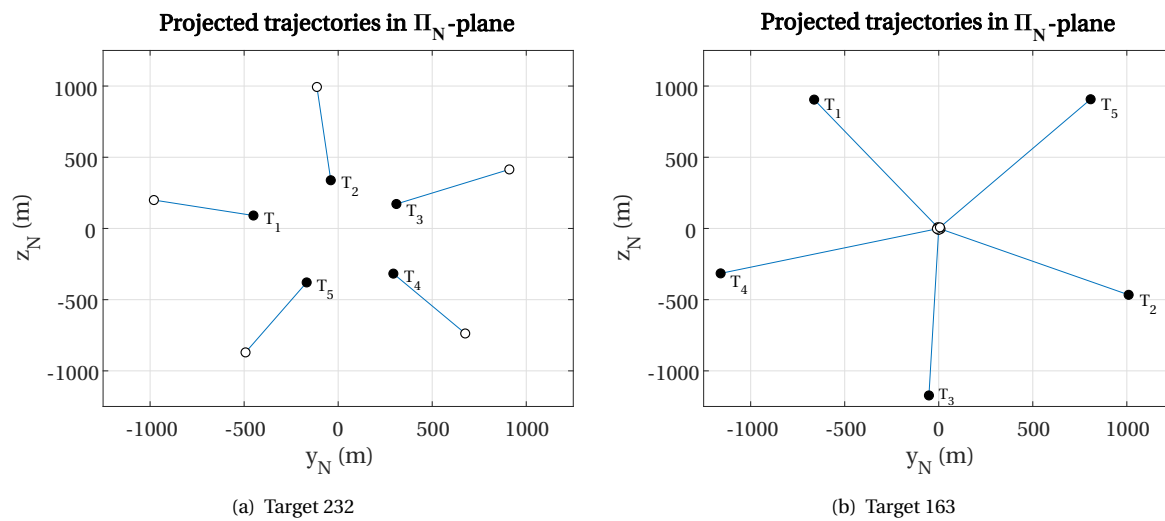 Projected trajectories in Π_N-plane
z_N (m)
1000
500
0
-500
-1000
T_1
T_2
T_3
T_4
T_5
-1000 -500 0 500 1000
y_N (m)
(a) Target 232
Projected trajectories in Π_N-plane
z_N (m)
1000
500
0
-500
-1000
T_1
T_5
T_4
T_2
T_3
-1000 -500 0 500 1000
y_N (m)
(b) Target 163